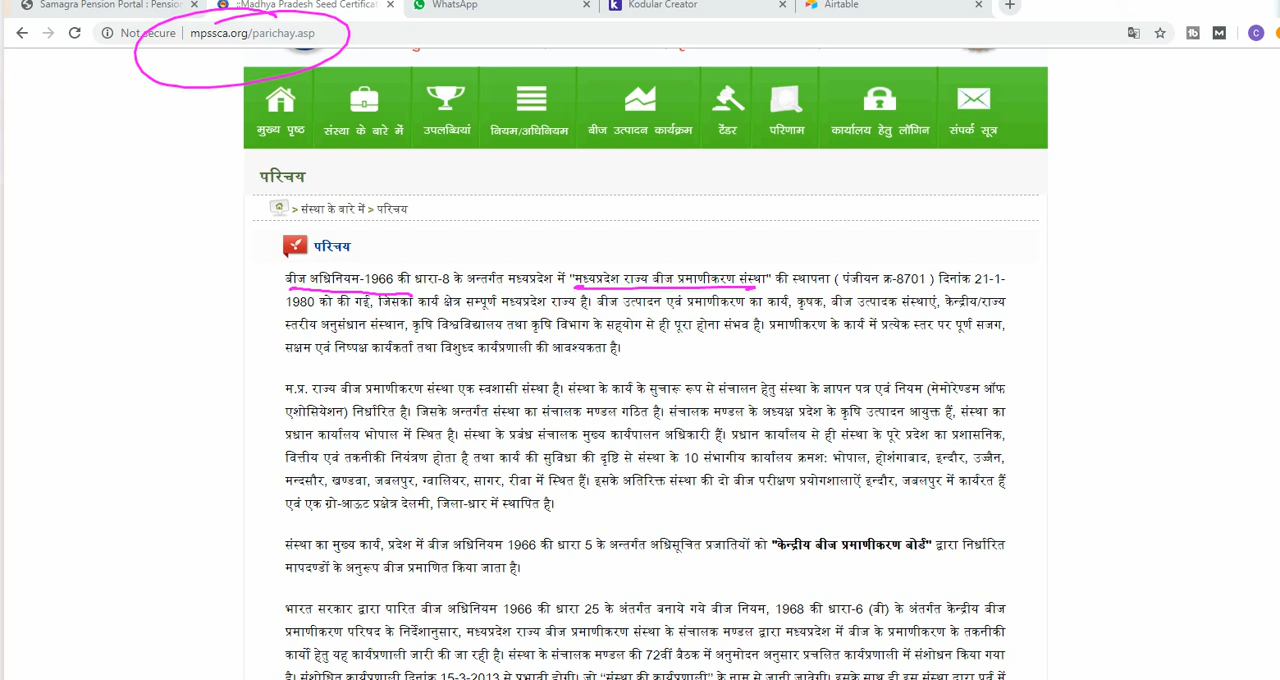 Samagra Pension Portal : Pension
::Madhya Pradesh Seed Certificat
WhatsApp
Kodular Creator
Airtable
Not secure | mpssca.org/parichay.asp
मुख्य पृष्ठ
संस्था के बारे में
उपलब्धियां
नियम/अधिनियम
बीज उत्पादन कार्यक्रम
टेंडर
परिणाम
कार्यालय हेतु लॉगिन
संपर्क सूत्र
परिचय
> संस्था के बारे में > परिचय
परिचय
बीज अधिनियम-1966 की धारा-8 के अन्तर्गत मध्यप्रदेश में "मध्यप्रदेश राज्य बीज प्रमाणीकरण संस्था" की स्थापना ( पंजीयन क्र-8701 ) दिनांक 21-1-
1980 को की गई, जिसका कार्य क्षेत्र सम्पूर्ण मध्यप्रदेश राज्य है। बीज उत्पादन एवं प्रमाणीकरण का कार्य, कृषक, बीज उत्पादक संस्थाएं, केन्द्रीय/राज्य
स्तरीय अनुसंधान संस्थान, कृषि विश्वविद्यालय तथा कृषि विभाग के सहयोग से ही पूरा होना संभव है। प्रमाणीकरण के कार्य में प्रत्येक स्तर पर पूर्ण सजग,
सक्षम एवं निष्पक्ष कार्यकर्ता तथा विशुध्द कार्यप्रणाली की आवश्यकता है।
म.प्र. राज्य बीज प्रमाणीकरण संस्था एक स्वशासी संस्था है। संस्था के कार्य के सुचारू रूप से संचालन हेतु संस्था के ज्ञापन पत्र एवं नियम (मेमोरेण्डम ऑफ
एशोसियेशन) निर्धारित है। जिसके अन्तर्गत संस्था का संचालक मण्डल गठित है। संचालक मण्डल के अध्यक्ष प्रदेश के कृषि उत्पादन आयुक्त हैं, संस्था का
प्रधान कार्यालय भोपाल में स्थित है। संस्था के प्रबंध संचालक मुख्य कार्यपालन अधिकारी हैं। प्रधान कार्यालय से ही संस्था के पूरे प्रदेश का प्रशासनिक,
वित्तीय एवं तकनीकी नियंत्रण होता है तथा कार्य की सुविधा की दृष्टि से संस्था के 10 संभागीय कार्यालय क्रमश: भोपाल, होशंगाबाद, इन्दौर, उज्जैन,
मन्दसौर, खण्डवा, जबलपुर, ग्वालियर, सागर, रीवा में स्थित हैं। इसके अतिरिक्त संस्था की दो बीज परीक्षण प्रयोगशालाऐं इन्दौर, जबलपुर में कार्यरत हैं
एवं एक ग्रो-आऊट प्रक्षेत्र देलमी, जिला-धार में स्थापित है।
संस्था का मुख्य कार्य, प्रदेश में बीज अधिनियम 1966 की धारा 5 के अन्तर्गत अधिसूचित प्रजातियों को "केन्द्रीय बीज प्रमाणीकरण बोर्ड" द्वारा निर्धारित
मापदण्डों के अनुरूप बीज प्रमाणित किया जाता है।
भारत सरकार द्वारा पारित बीज अधिनियम 1966 की धारा 25 के अंतर्गत बनाये गये बीज नियम, 1968 की धारा-6 (बी) के अंतर्गत केन्द्रीय बीज
प्रमाणीकरण परिषद के निर्देशानुसार, मध्यप्रदेश राज्य बीज प्रमाणीकरण संस्था के संचालक मण्डल द्वारा मध्यप्रदेश में बीज के प्रमाणीकरण के तकनीकी
कार्यो हेतु यह कार्यप्रणाली जारी की जा रही है। संस्था के संचालक मण्डल की 72वीं बैठक में अनुमोदन अनुसार प्रचलित कार्यप्रणाली में संशोधन किया गया
है। संशोधित कार्यप्रणाली दिनांक 15-3-2013 से प्रभावी होगी। जो "संस्था की कार्यप्रणाली" के नाम से जानी जावेगी। इसके साथ ही इस संस्था द्वारा पूर्व में